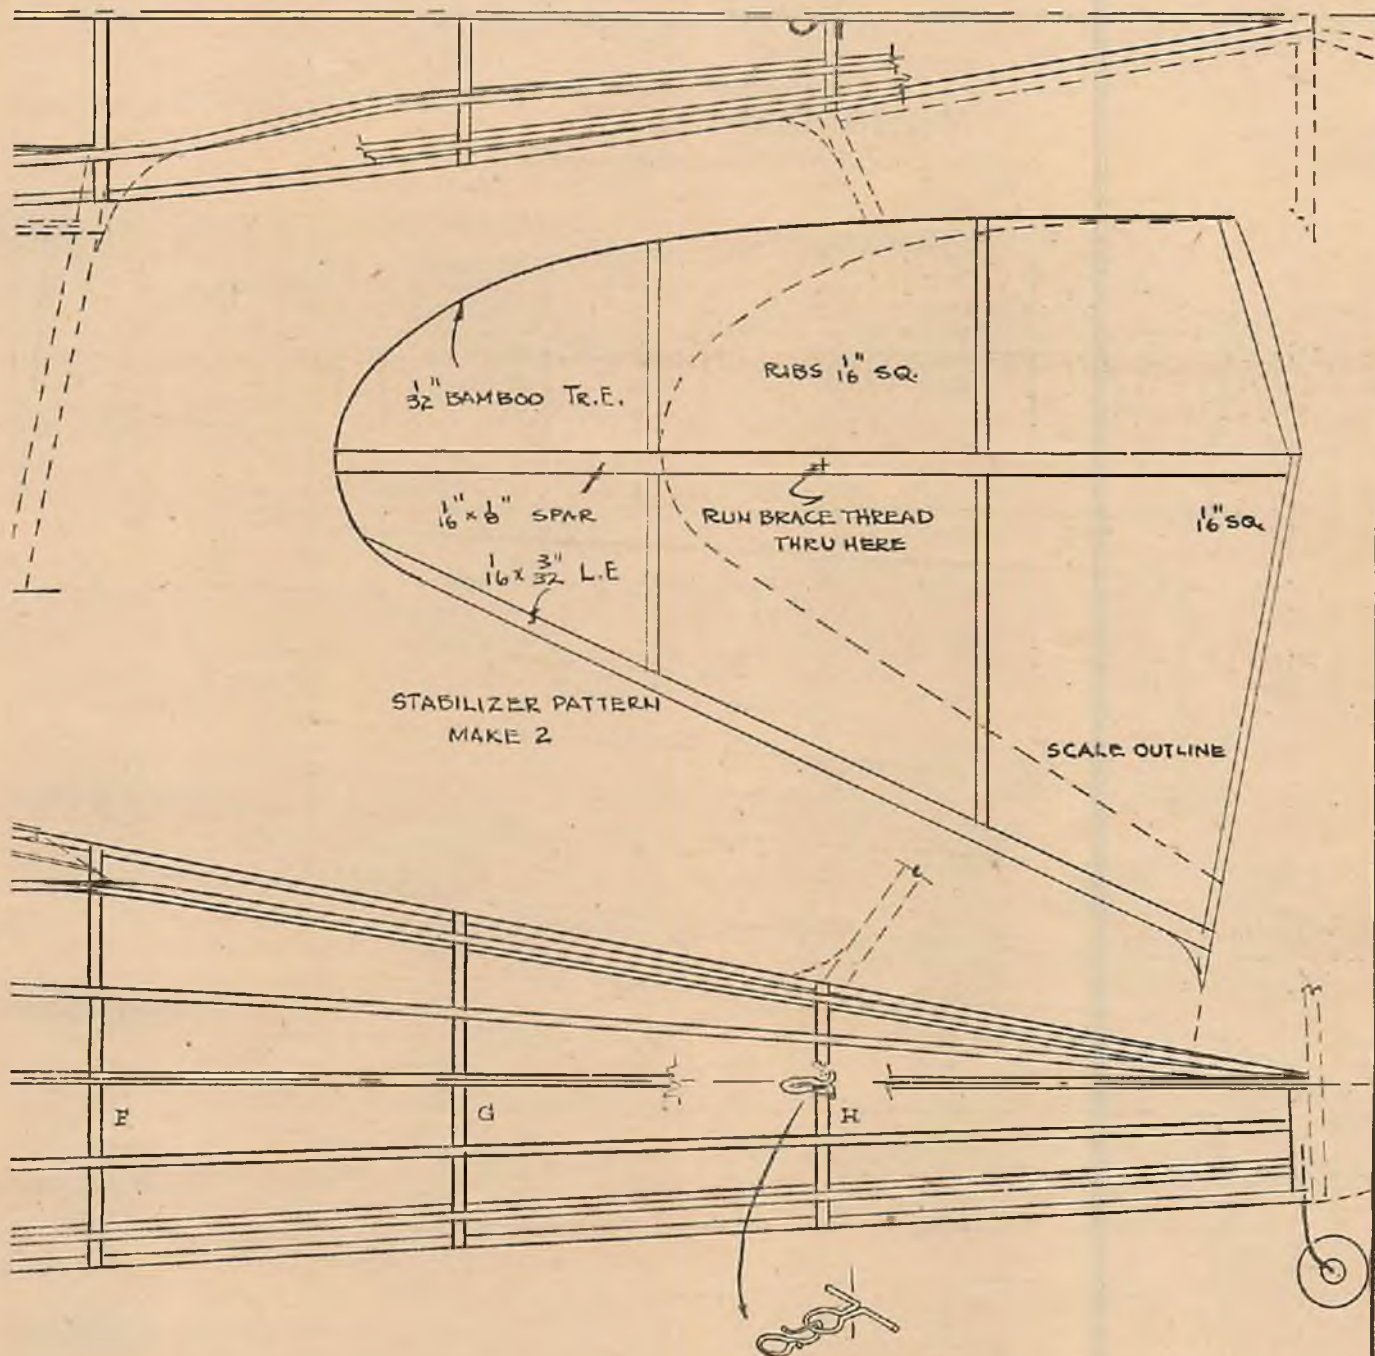 RIBS 1/16" SQ.
1/32" BAMBOO TR.E.
1/16" x 1/8" SPAR
RUN BRACE THREAD
THRU HERE
1/16" SQ.
1/16 x 3/32" L.E
STABILIZER PATTERN
MAKE 2
SCALE OUTLINE
F
G
H